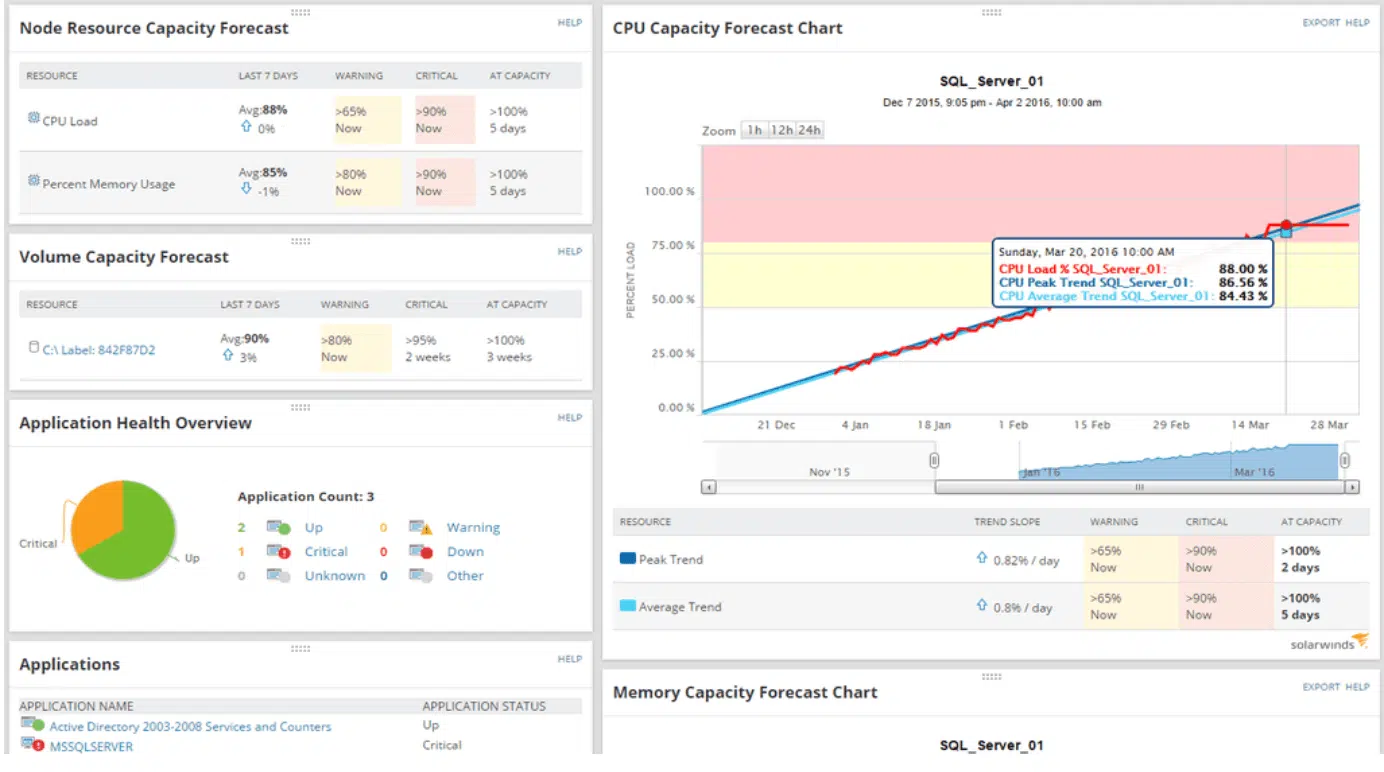 Node Resource Capacity Forecast
HELP
RESOURCE LAST 7 DAYS WARNING CRITICAL AT CAPACITY
CPU Load Avg:88% >65% >90% >100%
0% Now Now 5 days
Percent Memory Usage Avg:85% >80% >90% >100%
-1% Now Now 5 days
Volume Capacity Forecast
HELP
RESOURCE LAST 7 DAYS WARNING CRITICAL AT CAPACITY
C:\ Label: 842F87D2 Avg:90% >80% >95% >100%
3% Now 2 weeks 3 weeks
Application Health Overview
HELP
Critical
Up
Application Count: 3
2 Up 0 Warning
1 Critical 0 Down
0 Unknown 0 Other
Applications
HELP
APPLICATION NAME APPLICATION STATUS
Active Directory 2003-2008 Services and Counters Up
MSSQLSERVER Critical
CPU Capacity Forecast Chart
EXPORT HELP
SQL_Server_01
Dec 7 2015, 9:05 pm - Apr 2 2016, 10:00 am
Zoom 1h 12h 24h
PERCENT LOAD
100.00 %
75.00 %
50.00 %
25.00 %
0.00 %
Sunday, Mar 20, 2016 10:00 AM
CPU Load % SQL_Server_01: 88.00 %
CPU Peak Trend SQL_Server_01: 86.56 %
CPU Average Trend SQL_Server_01: 84.43 %
21 Dec 4 Jan 18 Jan 1 Feb 15 Feb 29 Feb 14 Mar 28 Mar
Nov '15 Jan '16 Mar '16
RESOURCE TREND SLOPE WARNING CRITICAL AT CAPACITY
Peak Trend 0.82% / day >65% >90% >100%
Now Now 2 days
Average Trend 0.8% / day >65% >90% >100%
Now Now 5 days
solarwinds
Memory Capacity Forecast Chart
EXPORT HELP
SQL_Server_01